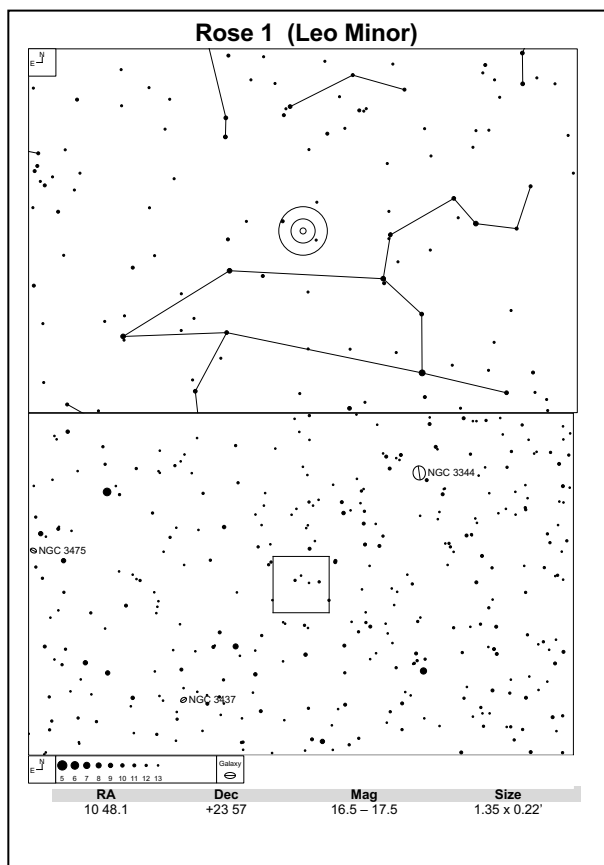 Rose 1 (Leo Minor)
N
E
NGC 3344
NGC 3475
NGC 3437
N
E
5 6 7 8 9 10 11 12 13
Galaxy
RA Dec Mag Size
10 48.1 +23 57 16.5 – 17.5 1.35 x 0.22'